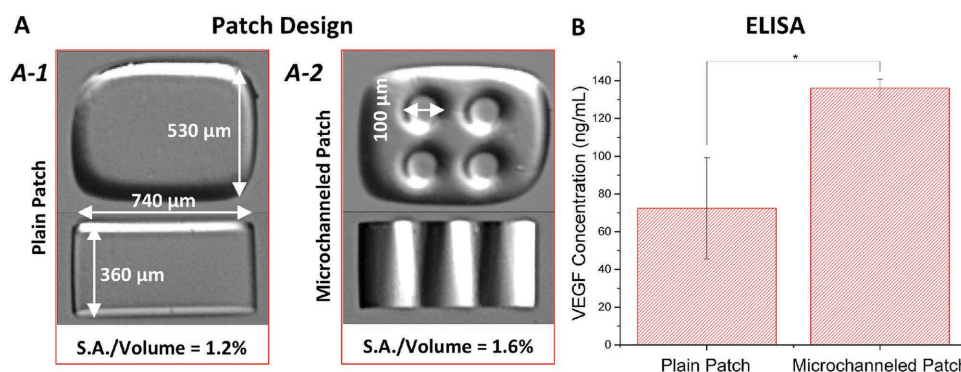 A
Patch Design
A-1
Plain Patch
530 µm
740 µm
360 µm
S.A./Volume = 1.2%
A-2
Microchanneled Patch
100 µm
S.A./Volume = 1.6%
B
ELISA
VEGF Concentration (ng/mL)
140
120
100
80
60
40
20
0
*
Plain Patch
Microchanneled Patch